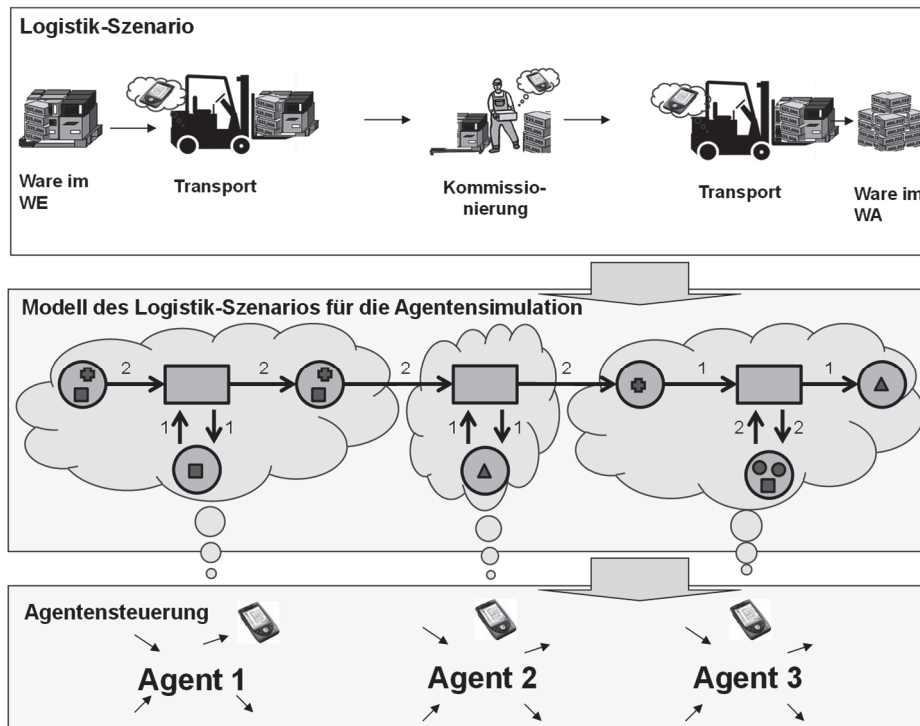 Logistik-Szenario
Ware im
WE
Transport
Kommissio-
nierung
Transport
Ware im
WA
Modell des Logistik-Szenarios für die Agentensimulation
2
2
2
2
1
1
1
1
1
1
2
2
Agentensteuerung
Agent 1
Agent 2
Agent 3